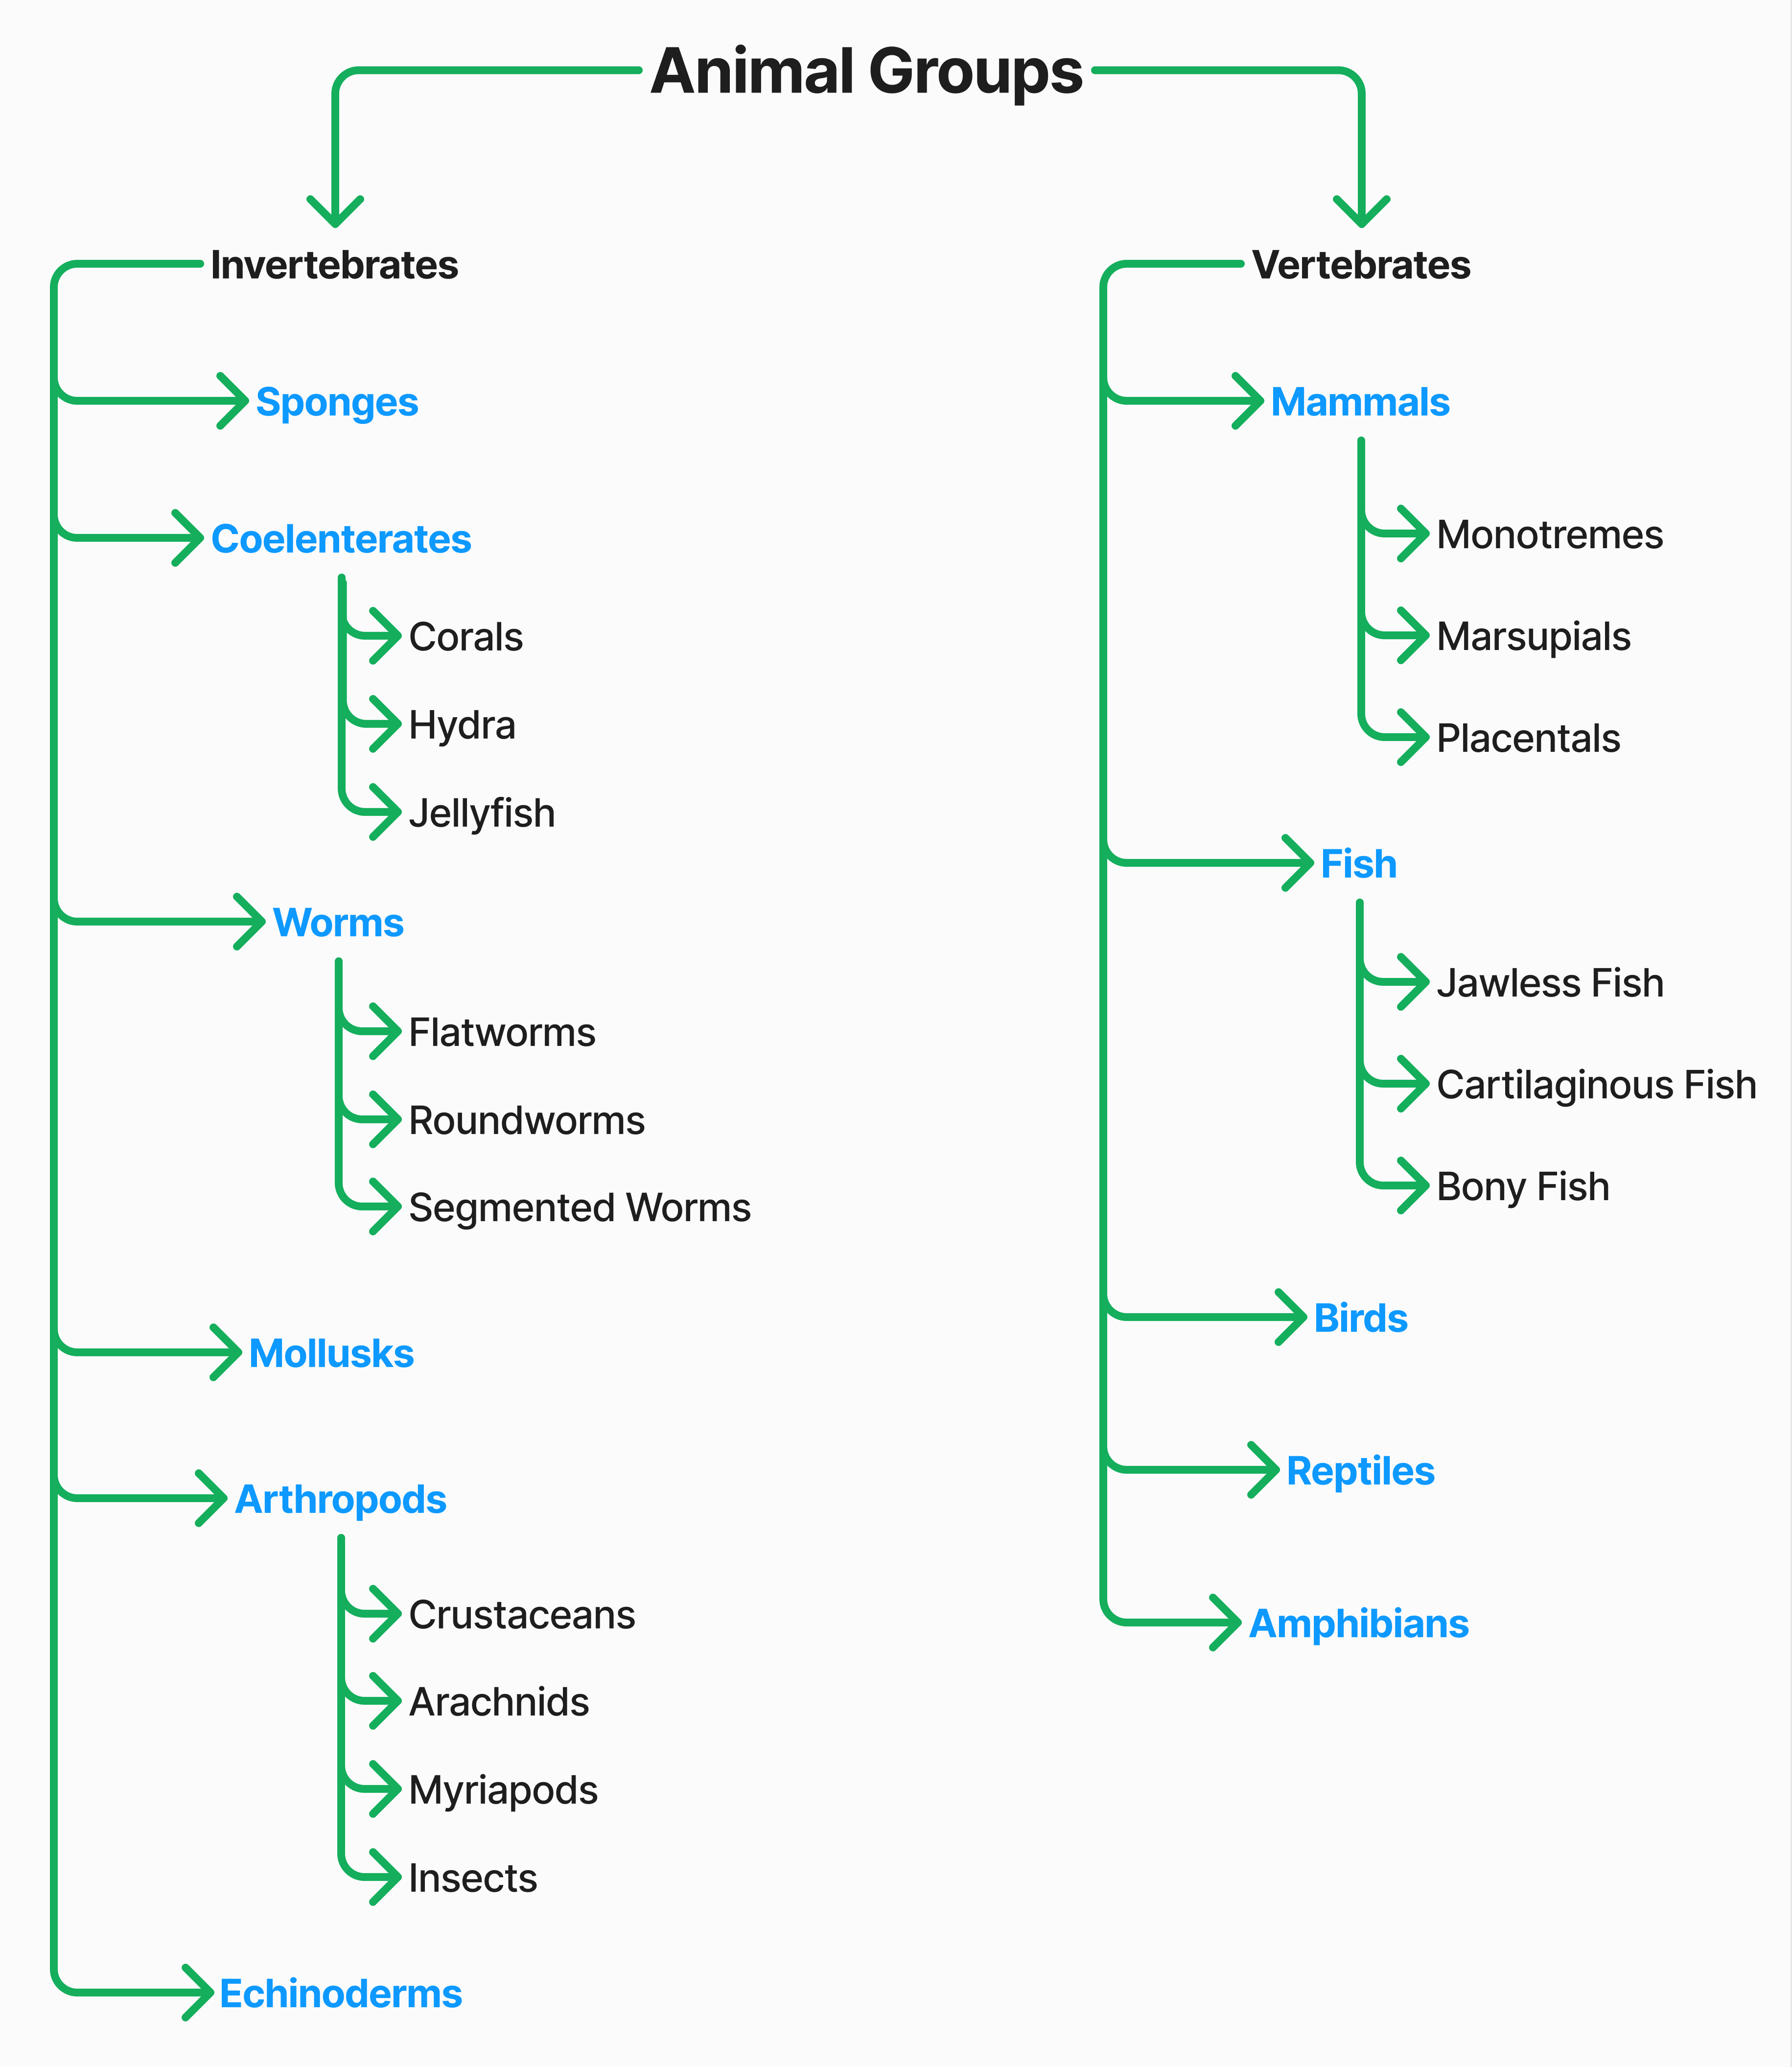 Animal Groups
Invertebrates
Sponges
Coelenterates
Corals
Hydra
Jellyfish
Worms
Flatworms
Roundworms
Segmented Worms
Mollusks
Arthropods
Crustaceans
Arachnids
Myriapods
Insects
Echinoderms
Vertebrates
Mammals
Monotremes
Marsupials
Placentals
Fish
Jawless Fish
Cartilaginous Fish
Bony Fish
Birds
Reptiles
Amphibians